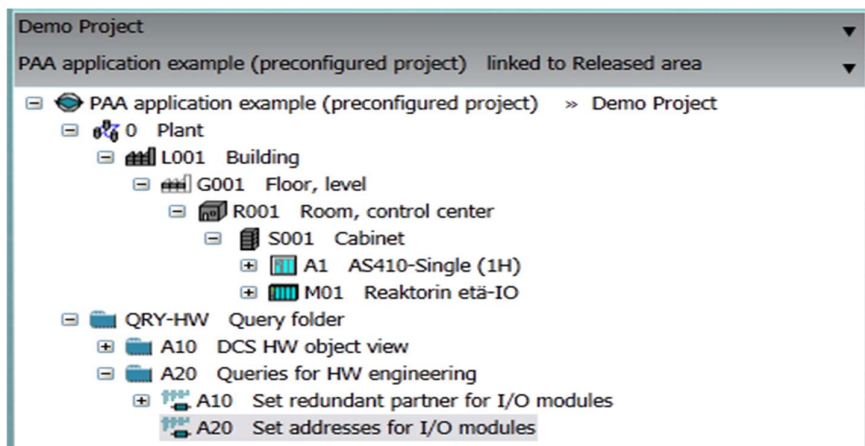 Demo Project
PAA application example (preconfigured project) linked to Released area
PAA application example (preconfigured project) » Demo Project
0 Plant
L001 Building
G001 Floor, level
R001 Room, control center
S001 Cabinet
A1 AS410-Single (1H)
M01 Reaktorin etä-IO
QRY-HW Query folder
A10 DCS HW object view
A20 Queries for HW engineering
A10 Set redundant partner for I/O modules
A20 Set addresses for I/O modules